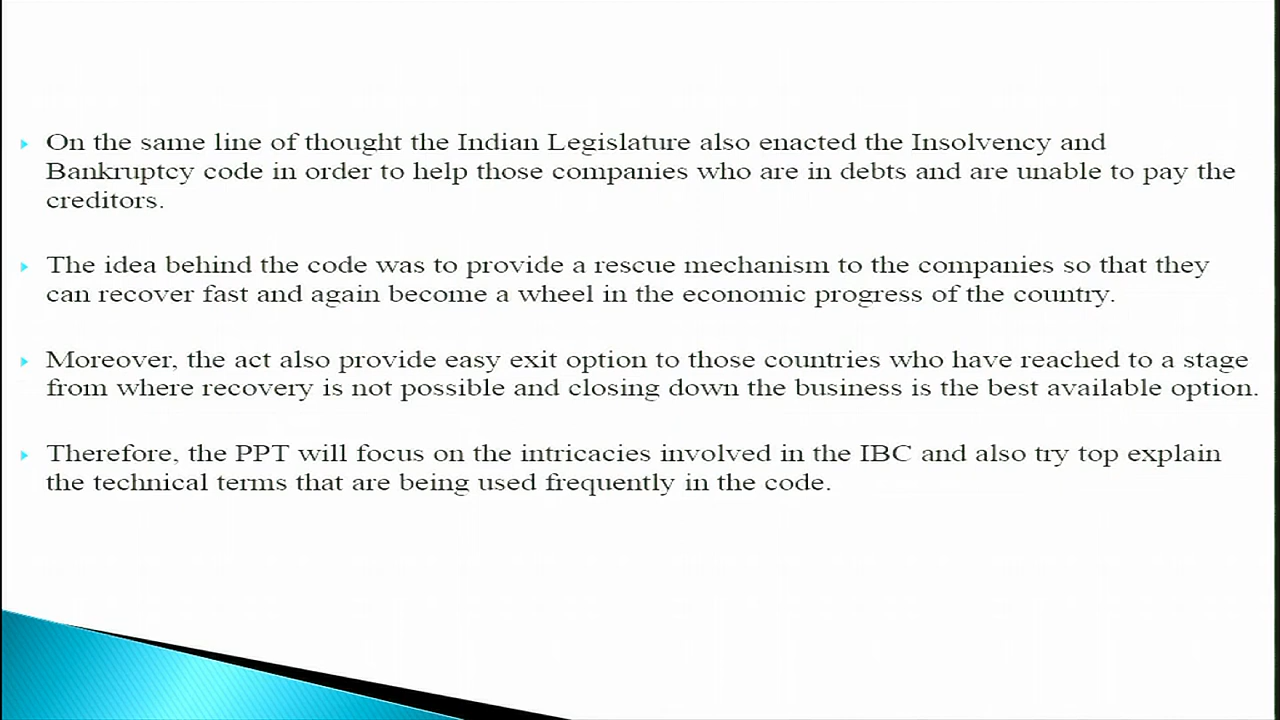 On the same line of thought the Indian Legislature also enacted the Insolvency and
Bankruptcy code in order to help those companies who are in debts and are unable to pay the
creditors.
The idea behind the code was to provide a rescue mechanism to the companies so that they
can recover fast and again become a wheel in the economic progress of the country.
Moreover, the act also provide easy exit option to those countries who have reached to a stage
from where recovery is not possible and closing down the business is the best available option.
Therefore, the PPT will focus on the intricacies involved in the IBC and also try top explain
the technical terms that are being used frequently in the code.